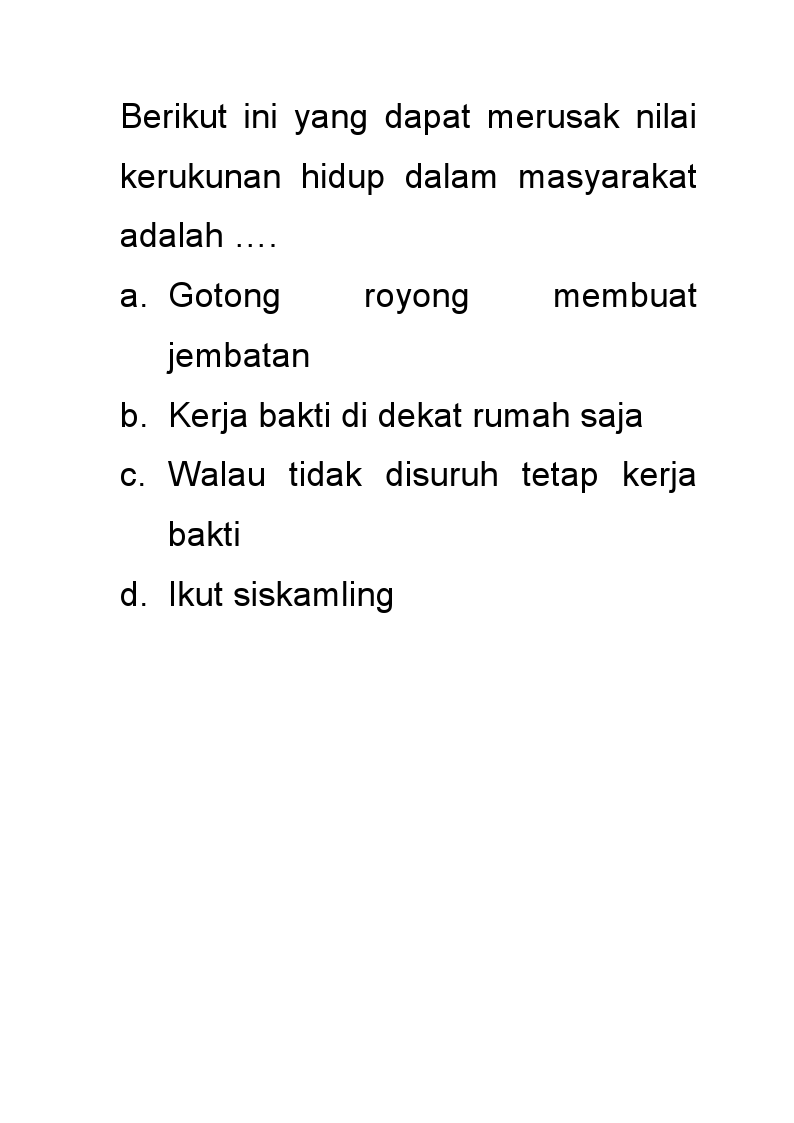 Berikut ini yang dapat merusak nilai
kerukunan hidup dalam masyarakat
adalah ….
a. Gotong royong membuat
jembatan
b. Kerja bakti di dekat rumah saja
c. Walau tidak disuruh tetap kerja
bakti
d. Ikut siskamling